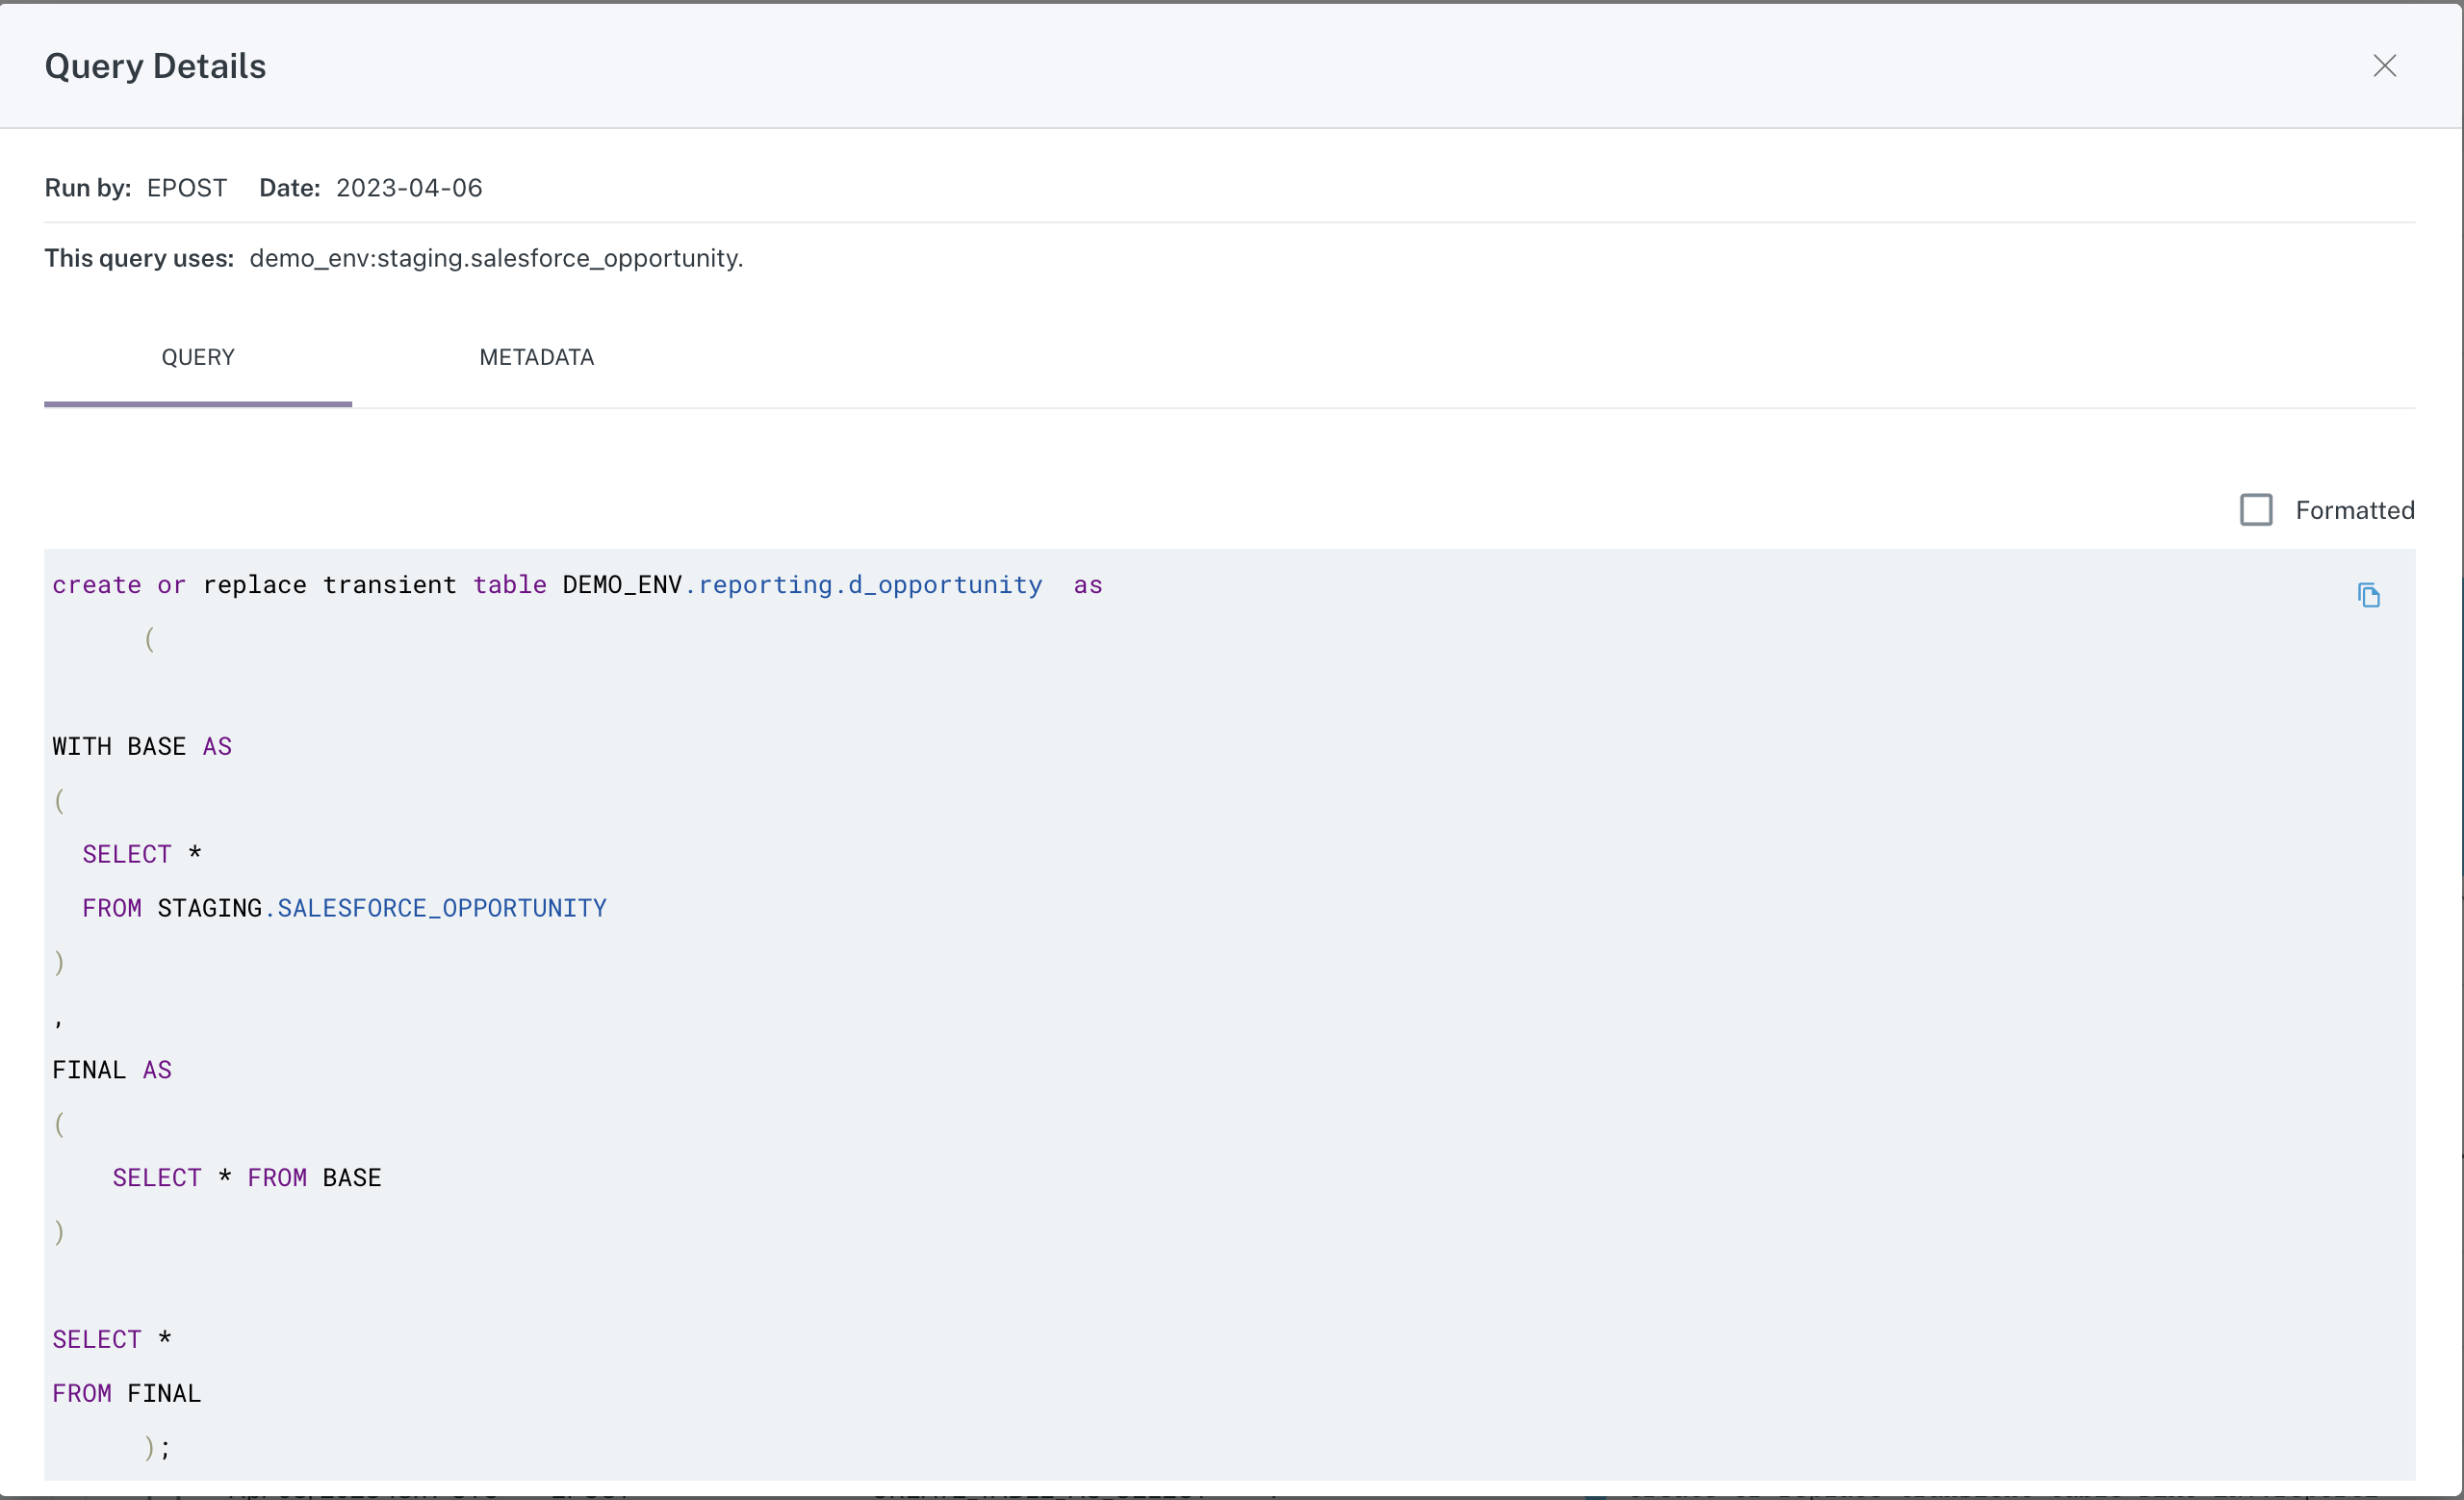 Query Details
Run by: EPOST Date: 2023-04-06
This query uses: demo_env:staging.salesforce_opportunity.
QUERY METADATA
Formatted
create or replace transient table DEMO_ENV.reporting.d_opportunity  as
(
WITH BASE AS
(
SELECT *
FROM STAGING.SALESFORCE_OPPORTUNITY
)
,
FINAL AS
(
SELECT * FROM BASE
)
SELECT *
FROM FINAL
);